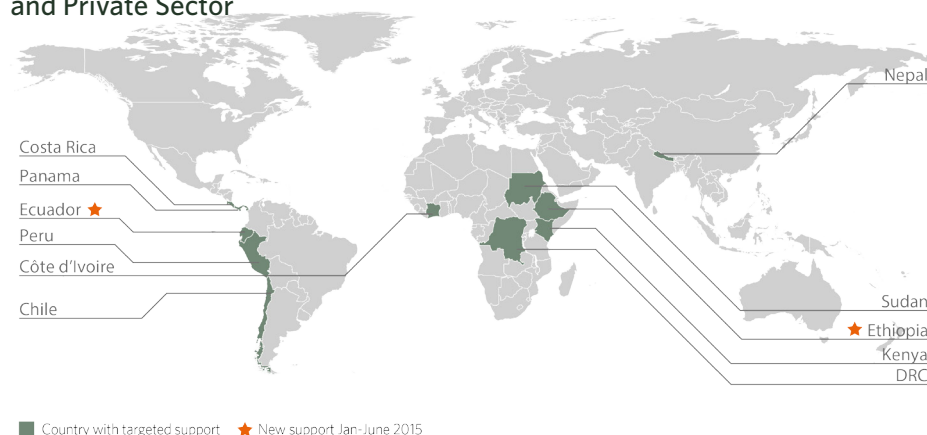 and Private Sector
Nepal
Costa Rica
Panama
Ecuador
Peru
Côte d'Ivoire
Chile
Sudan
Ethiopia
Kenya
DRC
Country with targeted support
New support Jan-June 2015